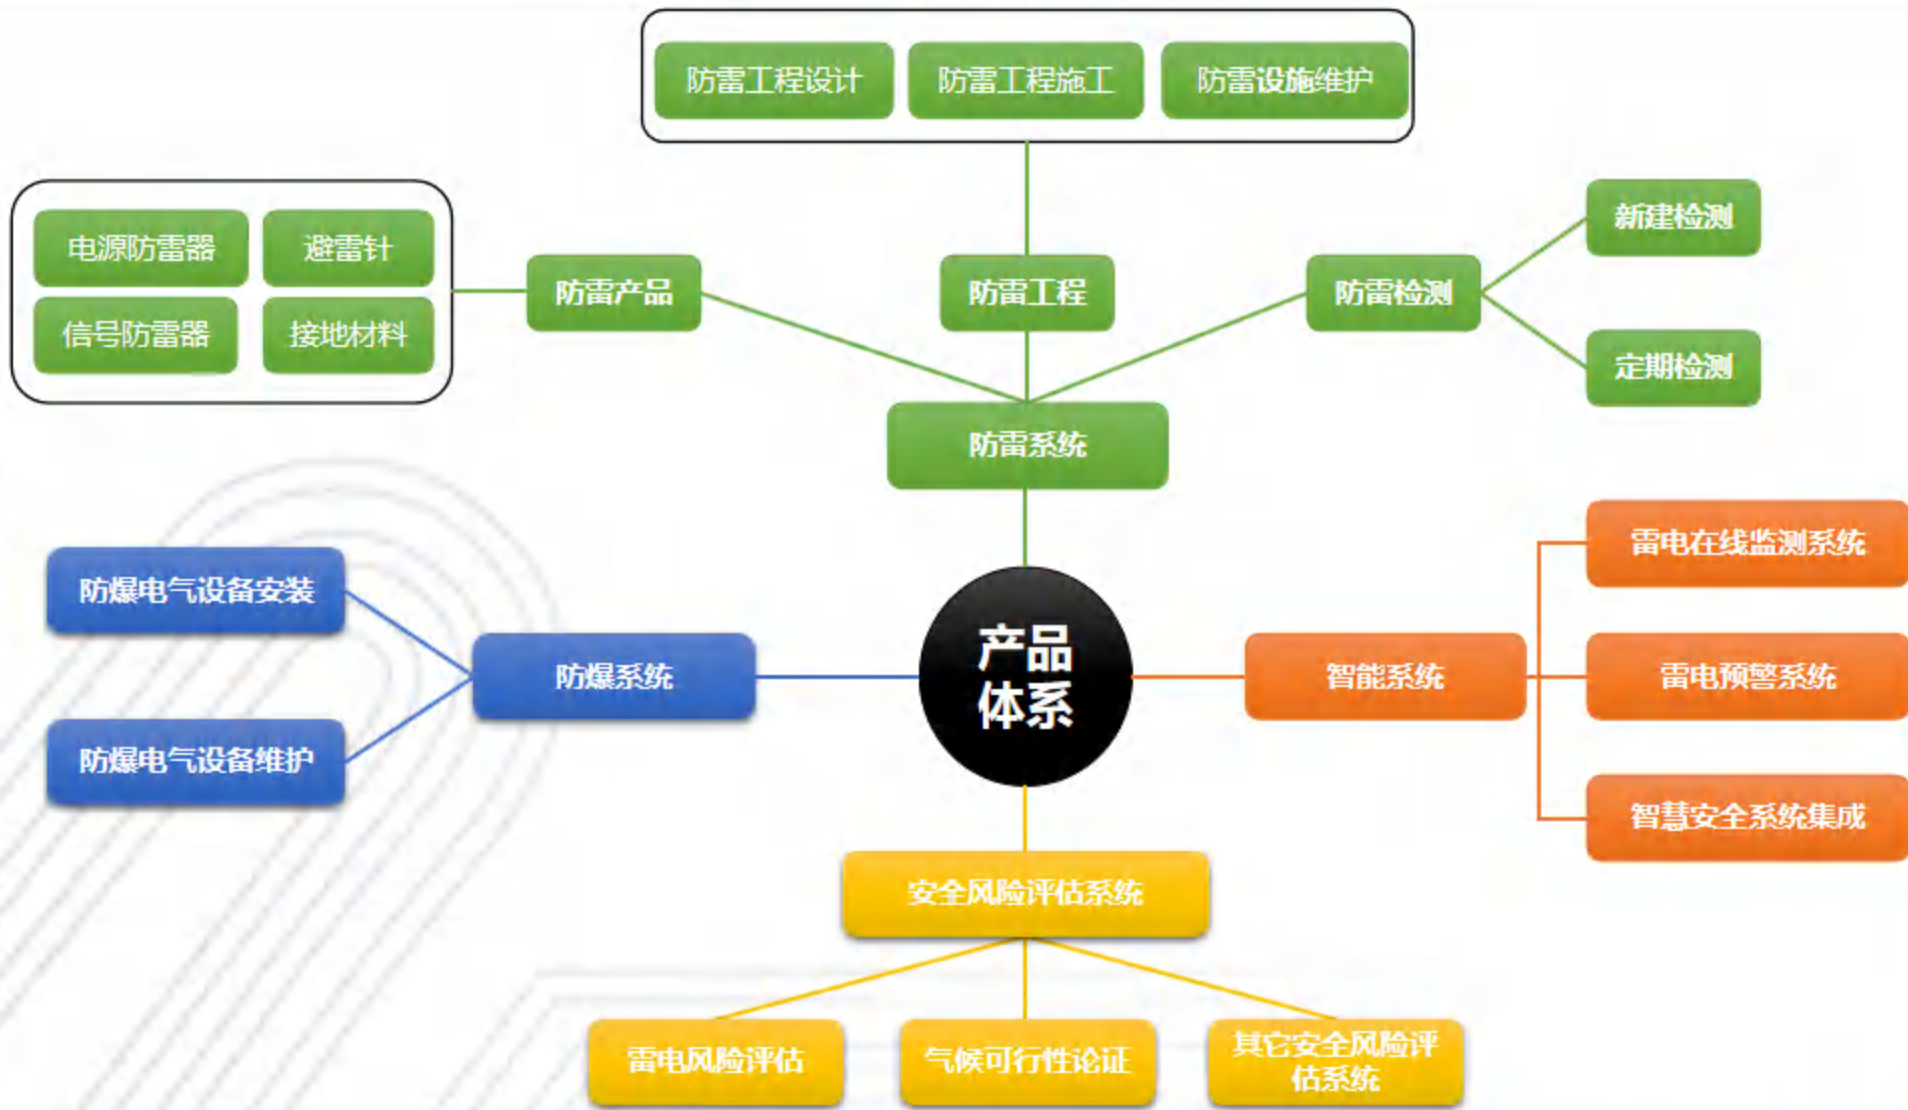 防雷工程设计
防雷工程施工
防雷设施维护
电源防雷器
避雷针
信号防雷器
接地材料
防雷产品
防雷工程
防雷检测
新建检测
定期检测
防雷系统
防爆电气设备安装
防爆电气设备维护
防爆系统
产品
体系
智能系统
雷电在线监测系统
雷电预警系统
智慧安全系统集成
安全风险评估系统
雷电风险评估
气候可行性论证
其它安全风险评
估系统